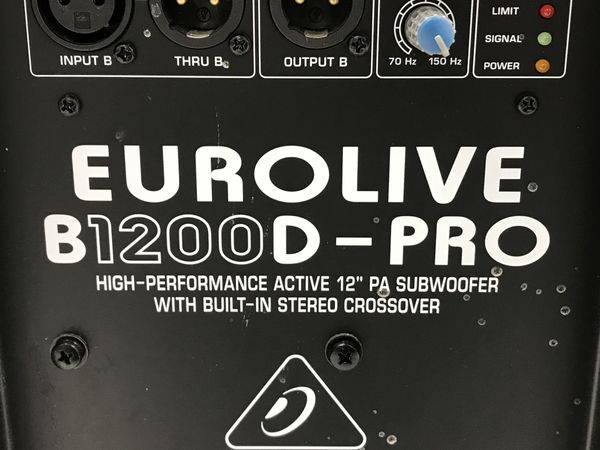 LIMIT
SIGNAL
POWER
INPUT B
THRU B
OUTPUT B
70 Hz
150 Hz
EUROLIVE
B1200D-PRO
HIGH-PERFORMANCE ACTIVE 12" PA SUBWOOFER
WITH BUILT-IN STEREO CROSSOVER